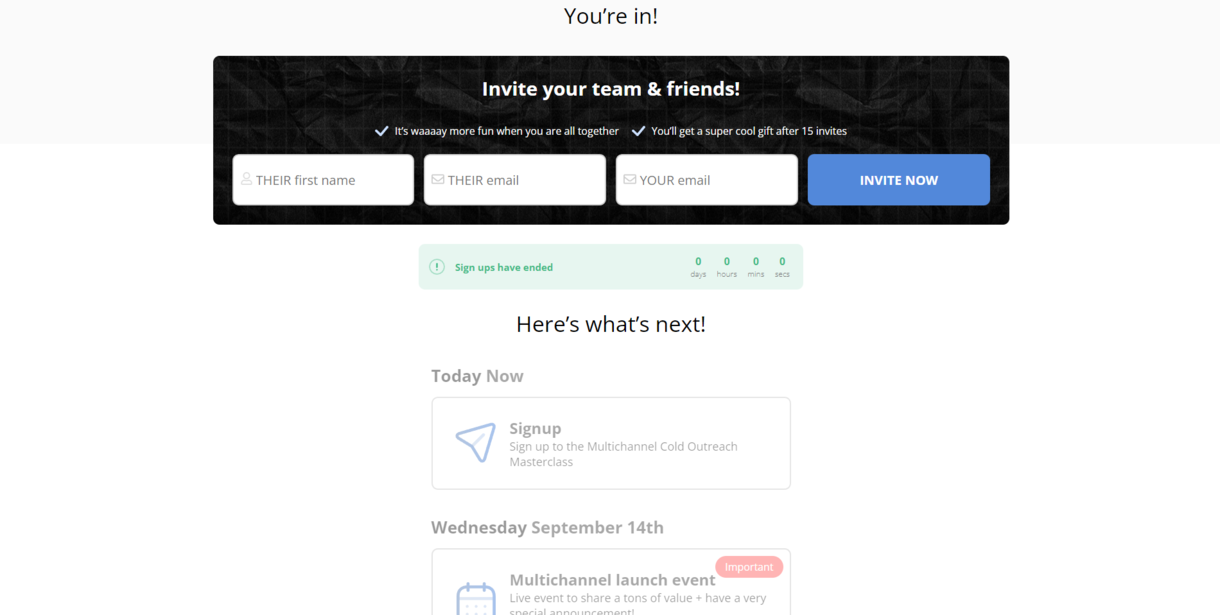 You’re in!
Invite your team & friends!
It’s waaaay more fun when you are all together You’ll get a super cool gift after 15 invites
THEIR first name THEIR email YOUR email INVITE NOW
Sign ups have ended 0 0 0 0
days hours mins secs
Here’s what’s next!
Today Now
Signup
Sign up to the Multichannel Cold Outreach
Masterclass
Wednesday September 14th
Important
Multichannel launch event
Live event to share a tons of value + have a very
special announcement!